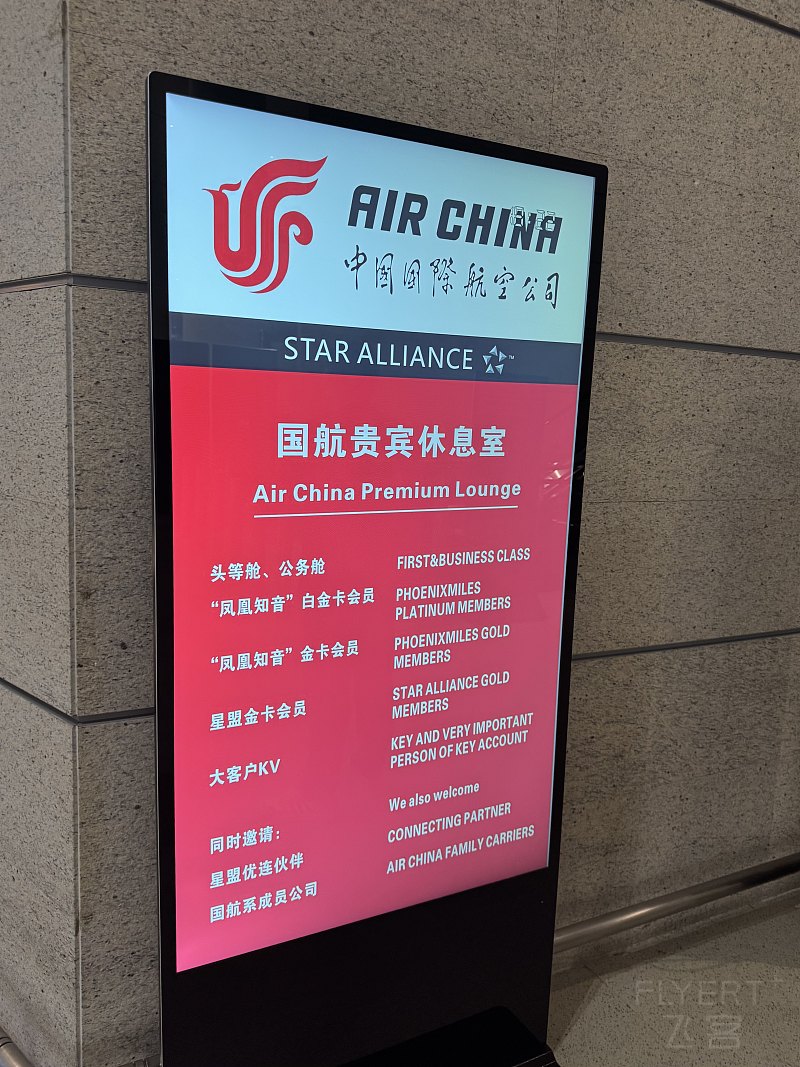 AIR CHINA
中國國際航空公司
STAR ALLIANCE ™
国航贵宾休息室
Air China Premium Lounge
头等舱、公务舱
FIRST&BUSINESS CLASS
“凤凰知音”白金卡会员
PHOENIXMILES
PLATINUM MEMBERS
“凤凰知音”金卡会员
PHOENIXMILES GOLD
MEMBERS
星盟金卡会员
STAR ALLIANCE GOLD
MEMBERS
大客户KV
KEY AND VERY IMPORTANT
PERSON OF KEY ACCOUNT
同时邀请：
We also welcome
星盟优连伙伴
CONNECTING PARTNER
国航系成员公司
AIR CHINA FAMILY CARRIERS
FLYERT
飞客